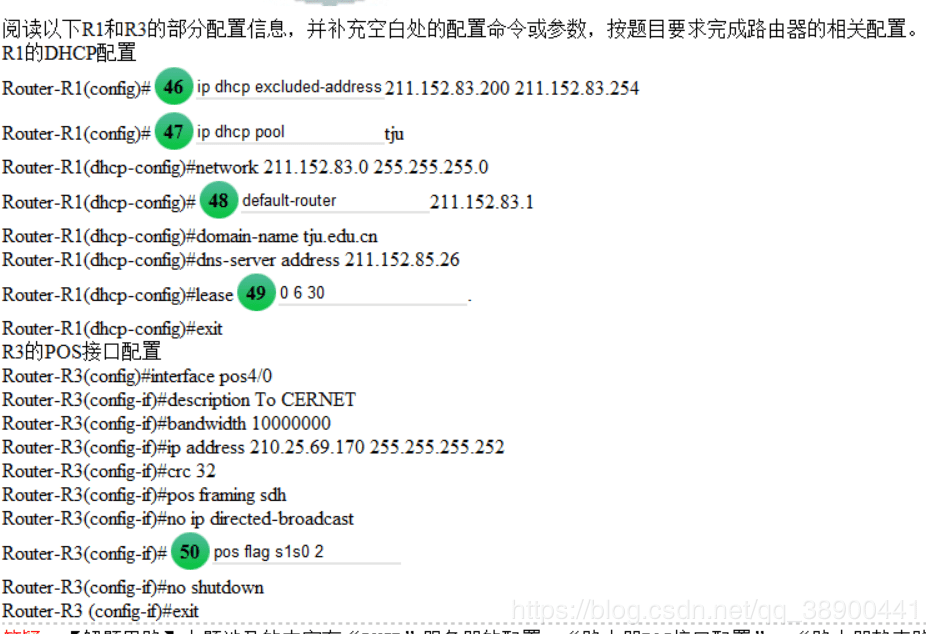 阅读以下R1和R3的部分配置信息，并补充空白处的配置命令或参数，按题目要求完成路由器的相关配置。
R1的DHCP配置
Router-R1(config)# 46 ip dhcp excluded-address 211.152.83.200 211.152.83.254
Router-R1(config)# 47 ip dhcp pool tju
Router-R1(dhcp-config)#network 211.152.83.0 255.255.255.0
Router-R1(dhcp-config)# 48 default-router 211.152.83.1
Router-R1(dhcp-config)#domain-name tju.edu.cn
Router-R1(dhcp-config)#dns-server address 211.152.85.26
Router-R1(dhcp-config)#lease 49 0 6 30 .
Router-R1(dhcp-config)#exit
R3的POS接口配置
Router-R3(config)#interface pos4/0
Router-R3(config-if)#description To CERNET
Router-R3(config-if)#bandwidth 10000000
Router-R3(config-if)#ip address 210.25.69.170 255.255.255.252
Router-R3(config-if)#crc 32
Router-R3(config-if)#pos framing sdh
Router-R3(config-if)#no ip directed-broadcast
Router-R3(config-if)# 50 pos flag s1s0 2
Router-R3(config-if)#no shutdown
Router-R3 (config-if)#exit
https://blog.csdn.net/qq_38900441